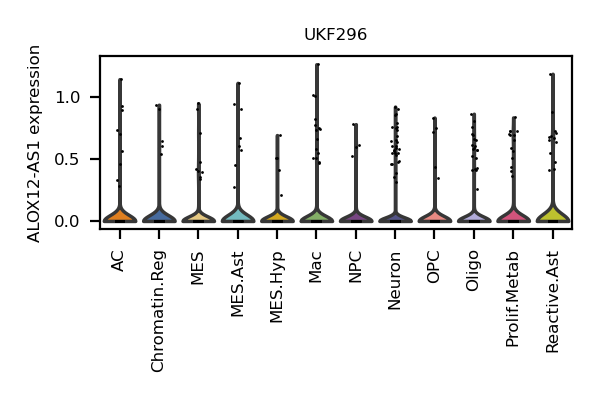 UKF296
ALOX12-AS1 expression
1.0
0.5
0.0
AC
Chromatin.Reg
MES
MES.Ast
MES.Hyp
Mac
NPC
Neuron
OPC
Oligo
Prolif.Metab
Reactive.Ast